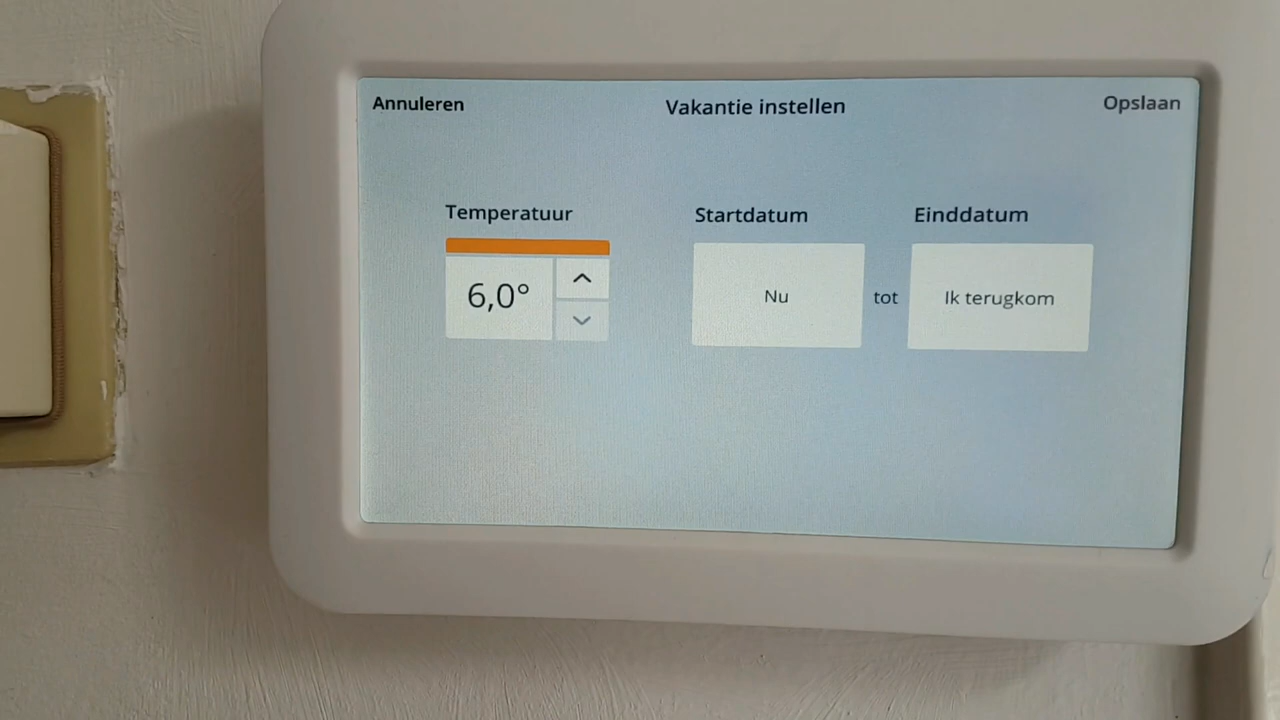 Annuleren
Vakantie instellen
Opslaan
Temperatuur
Startdatum
Einddatum
6,0°
Nu
tot
Ik terugkom